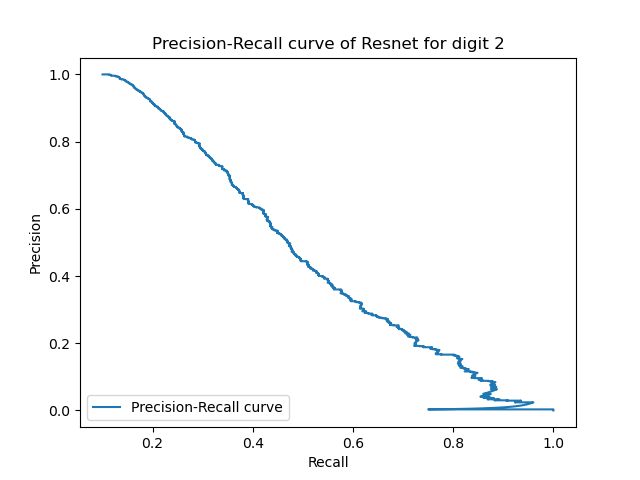 Precision-Recall curve of Resnet for digit 2
1.0
0.8
0.6
0.4
0.2
0.0
Precision
Precision-Recall curve
0.2 0.4 0.6 0.8 1.0
Recall